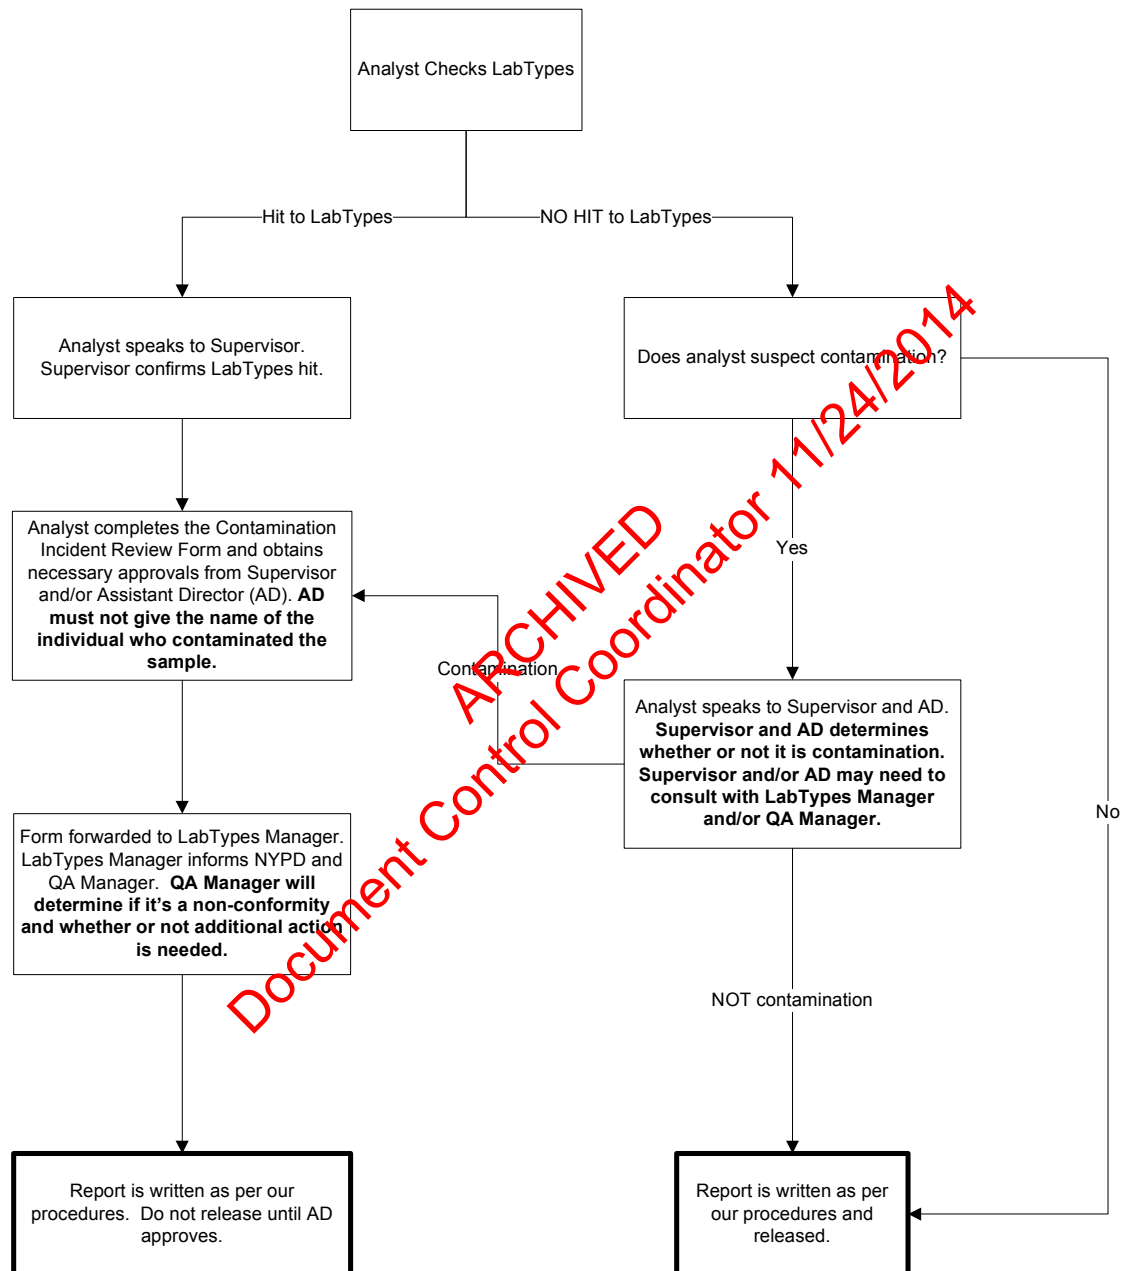 Analyst Checks LabTypes
Hit to LabTypes
NO HIT to LabTypes
Analyst speaks to Supervisor.
Supervisor confirms LabTypes hit.
Does analyst suspect contamination?
Analyst completes the Contamination
Incident Review Form and obtains
necessary approvals from Supervisor
and/or Assistant Director (AD). AD
must not give the name of the
individual who contaminated the
sample.
Yes
Contamination
Analyst speaks to Supervisor and AD.
Supervisor and AD determines
whether or not it is contamination.
Supervisor and/or AD may need to
consult with LabTypes Manager
and/or QA Manager.
No
Form forwarded to LabTypes Manager.
LabTypes Manager informs NYPD and
QA Manager. QA Manager will
determine if it's a non-conformity
and whether or not additional action
is needed.
NOT contamination
Report is written as per our
procedures. Do not release until AD
approves.
Report is written as per
our procedures and
released.
ARCHIVED
Document Control Coordinator 11/24/2014